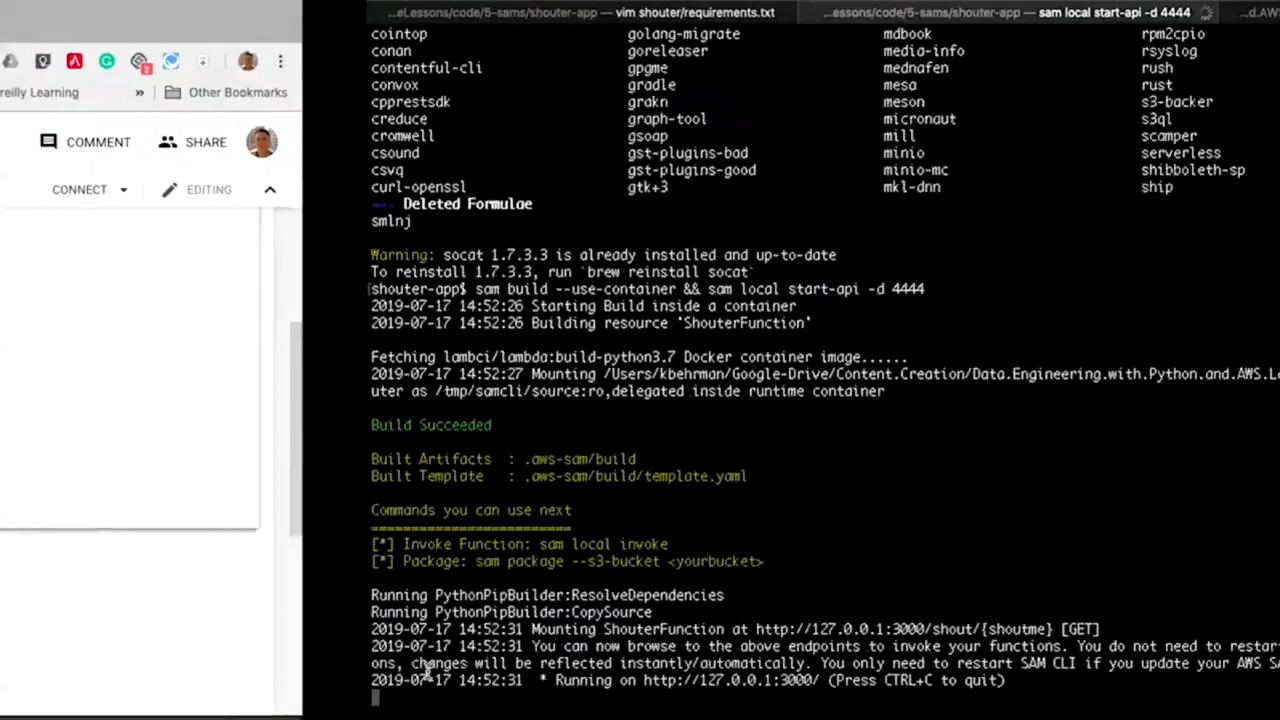 eLessons/code/5-sams/shouter-app — vim shouter/requirements.txt
essons/code/5-sams/shouter-app — sam local start-api -d 4444
...d.AW
2
reilly Learning
»
Other Bookmarks
COMMENT
SHARE
CONNECT
EDITING
cointop golang-migrate mdbook rpm2cpio
conan goreleaser media-info rsyslog
contentful-cli gpgme mednafen rush
convox gradle mesa rust
cpprestsdk grakn meson s3-backer
creduce graph-tool micronaut s3ql
cromwell gsoap mill scamper
csound gst-plugins-bad minio serverless
csvq gst-plugins-good minio-mc shibboleth-sp
curl-openssl gtk+3 mkl-dnn ship
==> Deleted Formulae
smlnj
Warning: socat 1.7.3.3 is already installed and up-to-date
To reinstall 1.7.3.3, run `brew reinstall socat`
[shouter-app$ sam build --use-container && sam local start-api -d 4444
2019-07-17 14:52:26 Starting Build inside a container
2019-07-17 14:52:26 Building resource 'ShouterFunction'
Fetching lambci/lambda:build-python3.7 Docker container image......
2019-07-17 14:52:27 Mounting /Users/kbehrman/Google-Drive/Content.Creation/Data.Engineering.with.Python.and.AWS.L
uter as /tmp/samcli/source:ro,delegated inside runtime container
Build Succeeded
Built Artifacts : .aws-sam/build
Built Template : .aws-sam/build/template.yaml
Commands you can use next
=========================
[*] Invoke Function: sam local invoke
[*] Package: sam package --s3-bucket <yourbucket>
Running PythonPipBuilder:ResolveDependencies
Running PythonPipBuilder:CopySource
2019-07-17 14:52:31 Mounting ShouterFunction at http://127.0.0.1:3000/shout/{shoutme} [GET]
2019-07-17 14:52:31 You can now browse to the above endpoints to invoke your functions. You do not need to restar
ons, changes will be reflected instantly/automatically. You only need to restart SAM CLI if you update your AWS S
2019-07-17 14:52:31 * Running on http://127.0.0.1:3000/ (Press CTRL+C to quit)